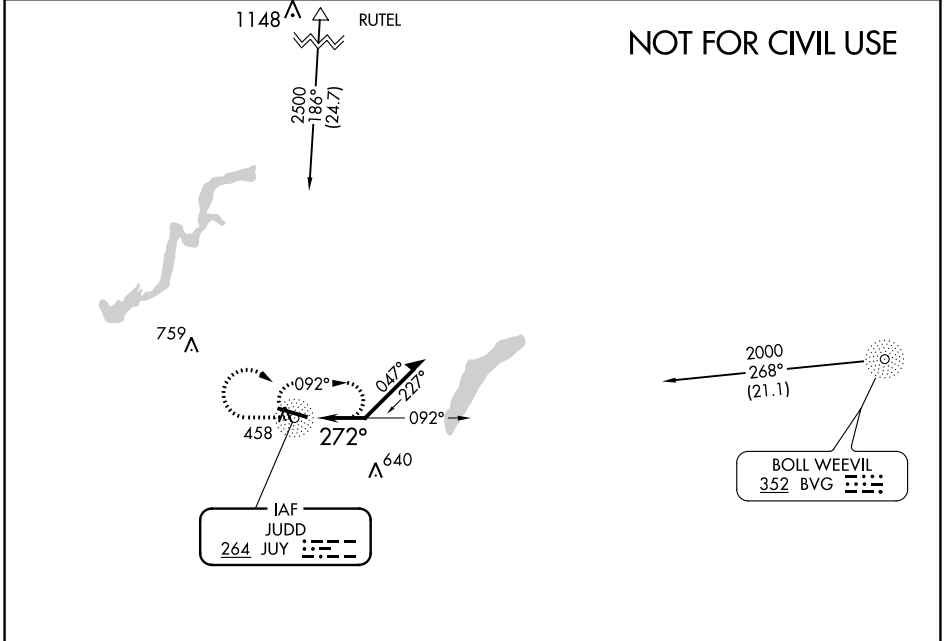 1148
RUTEL
NOT FOR CIVIL USE
2500
186°
(24.7)
759
092°
047°
227°
092°
458
272°
640
2000
268°
(21.1)
BOLL WEEVIL
352 BVG
IAF
JUDD
264 JUY